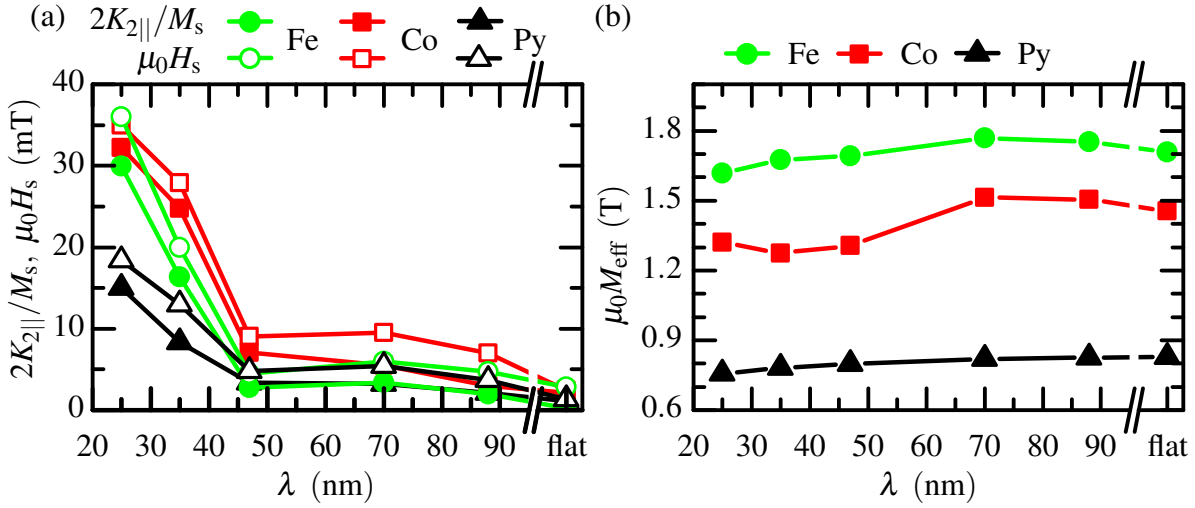 (a) 2K2||/Ms Fe Co Py
μ0Hs
2K2||/Ms, μ0Hs (mT)
40
30
20
10
0
20 30 40 50 60 70 80 90 flat
λ (nm)
(b) Fe Co Py
μ0Meff (T)
1.8
1.5
1.2
0.9
0.6
20 30 40 50 60 70 80 90 flat
λ (nm)